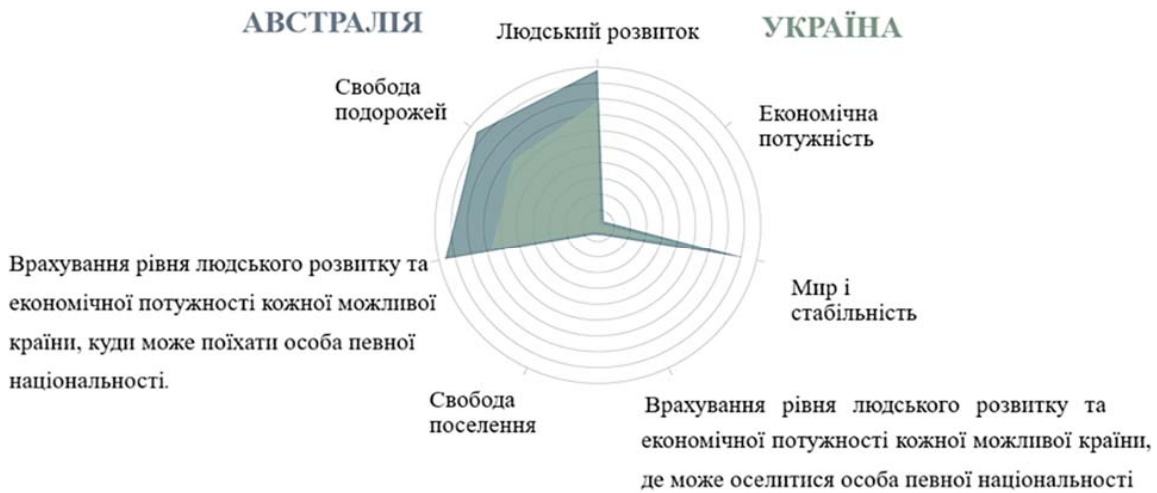 АВСТРАЛІЯ
Людський розвиток
УКРАЇНА
Свобода
подорожей
Економічна
потужність
Врахування рівня людського розвитку та
економічної потужності кожної можливої
країни, куди може поїхати особа певної
національності.
Мир і
стабільність
Свобода
поселення
Врахування рівня людського розвитку та
економічної потужності кожної можливої країни,
де може оселитися особа певної національності